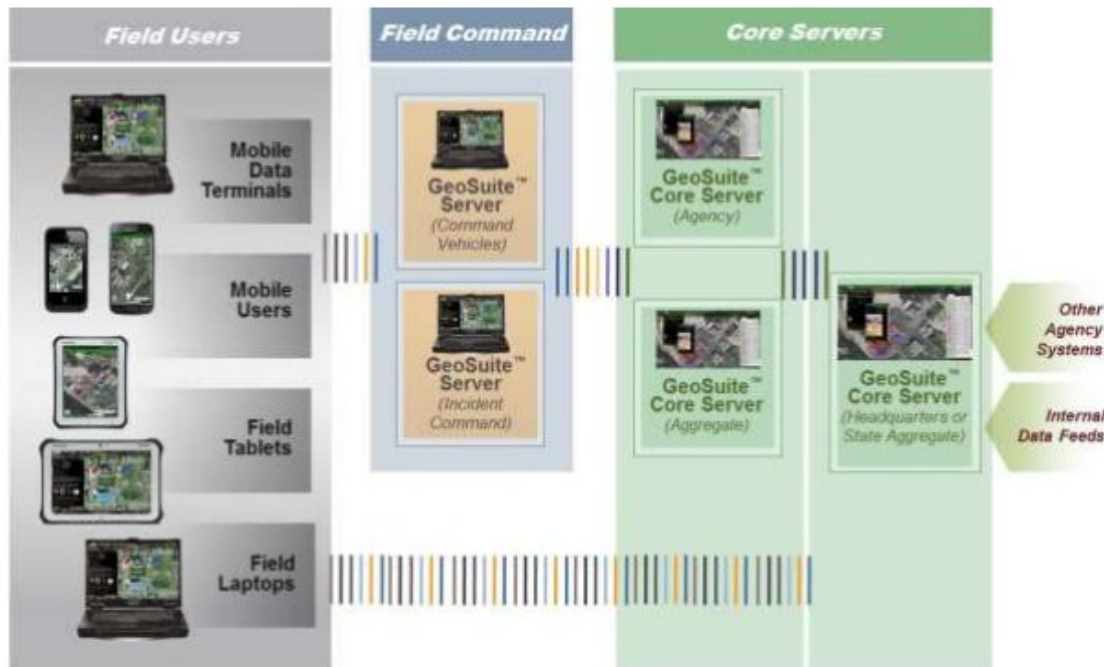 Field Users
Field Command
Core Servers
Mobile
Data
Terminals
Mobile
Users
Field
Tablets
Field
Laptops
GeoSuite™
Server
(Command
Vehicles)
GeoSuite™
Server
(Incident
Command)
GeoSuite™
Core Server
(Agency)
GeoSuite™
Core Server
(Aggregate)
GeoSuite™
Core Server
(Headquarters or
State Aggregate)
Other
Agency
Systems
Internal
Data Feeds